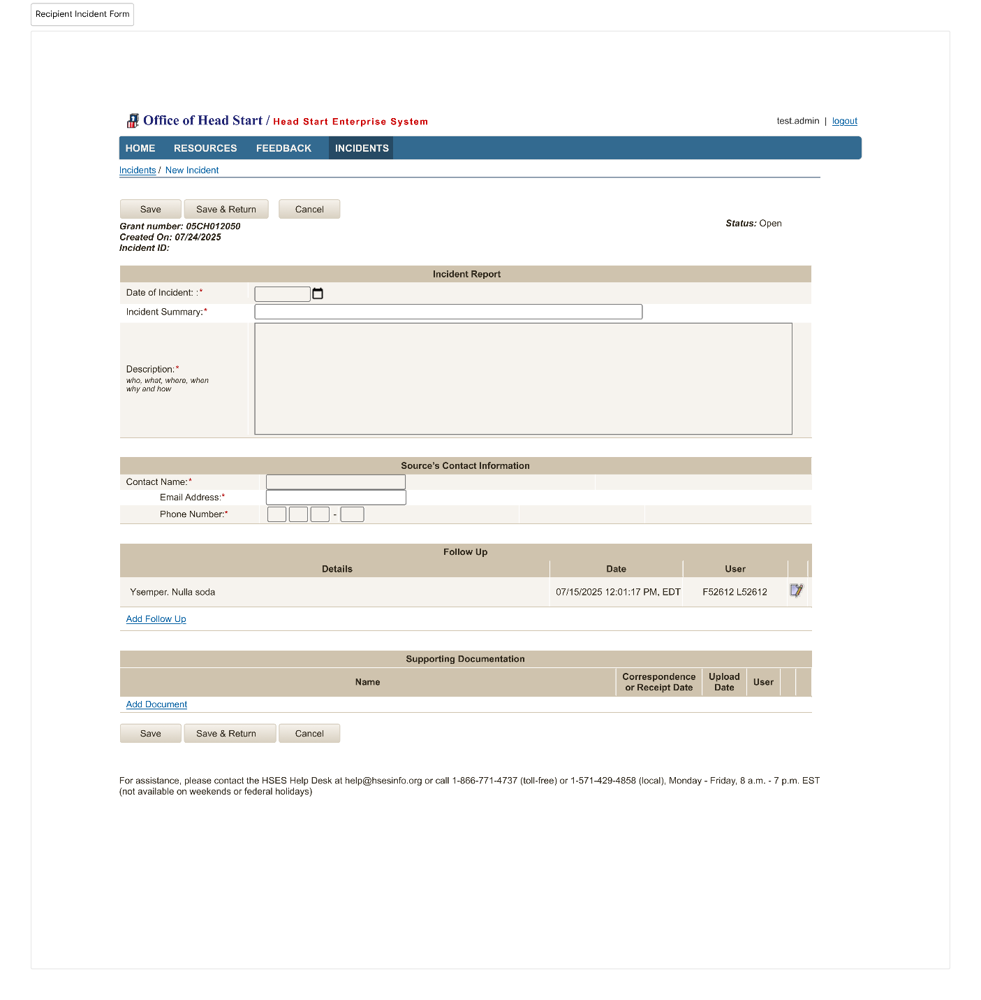 Recipient Incident Form
Office of Head Start / Head Start Enterprise System
test.admin | logout
HOME RESOURCES FEEDBACK INCIDENTS
Incidents / New Incident
Save Save & Return Cancel
Grant number: 05CH012050
Status: Open
Created On: 07/24/2025
Incident ID:
Incident Report
Date of Incident: :*
Incident Summary:*
Description:*
who, what, where, when
why and how
Source's Contact Information
Contact Name:*
Email Address:*
Phone Number:*
-
Follow Up
Details Date User
Ysemper. Nulla soda 07/15/2025 12:01:17 PM, EDT F52612 L52612
Add Follow Up
Supporting Documentation
Name Correspondence or Receipt Date Upload Date User
Add Document
Save Save & Return Cancel
For assistance, please contact the HSES Help Desk at help@hsesinfo.org or call 1-866-771-4737 (toll-free) or 1-571-429-4858 (local), Monday - Friday, 8 a.m. - 7 p.m. EST
(not available on weekends or federal holidays)